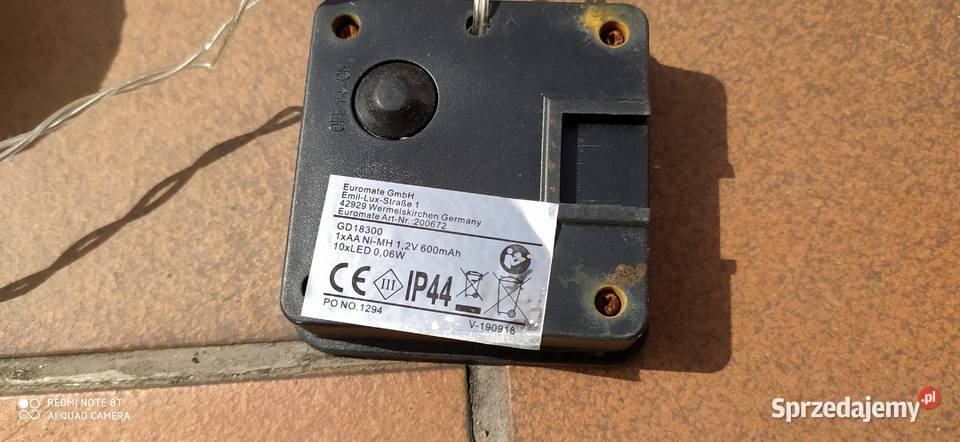 OFF ON
Euromate GmbH
Emil-Lux-Straße 1
42929 Wermelskirchen Germany
Euromate Art-Nr.:200672
GD18300
1xAA Ni-MH 1,2V 600mAh
10xLED 0,06W
CE III IP44
PO NO.1294
V-190918
REDMI NOTE 8T
AI QUAD CAMERA
Sprzedajemy.pl